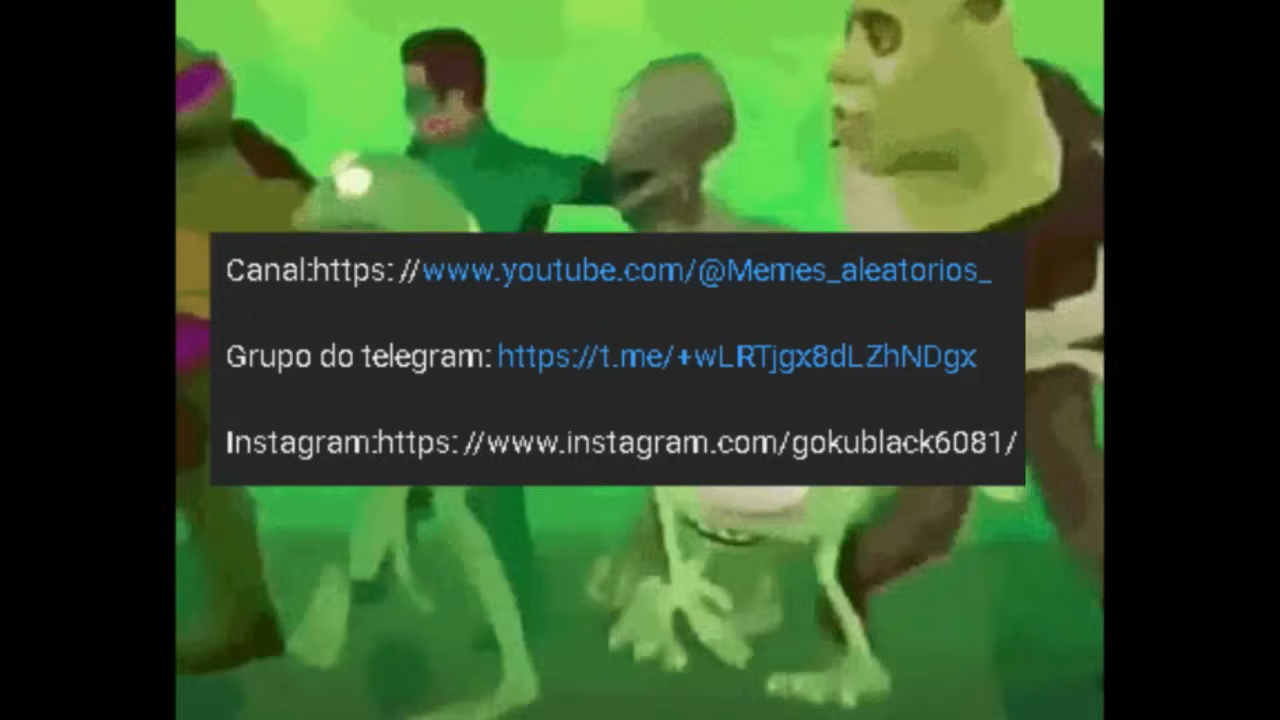 Canal:https://www.youtube.com/@Memes_aleatorios_
Grupo do telegram: https://t.me/+wLRTjgx8dLZhNDgx
Instagram:https://www.instagram.com/gokublack6081/